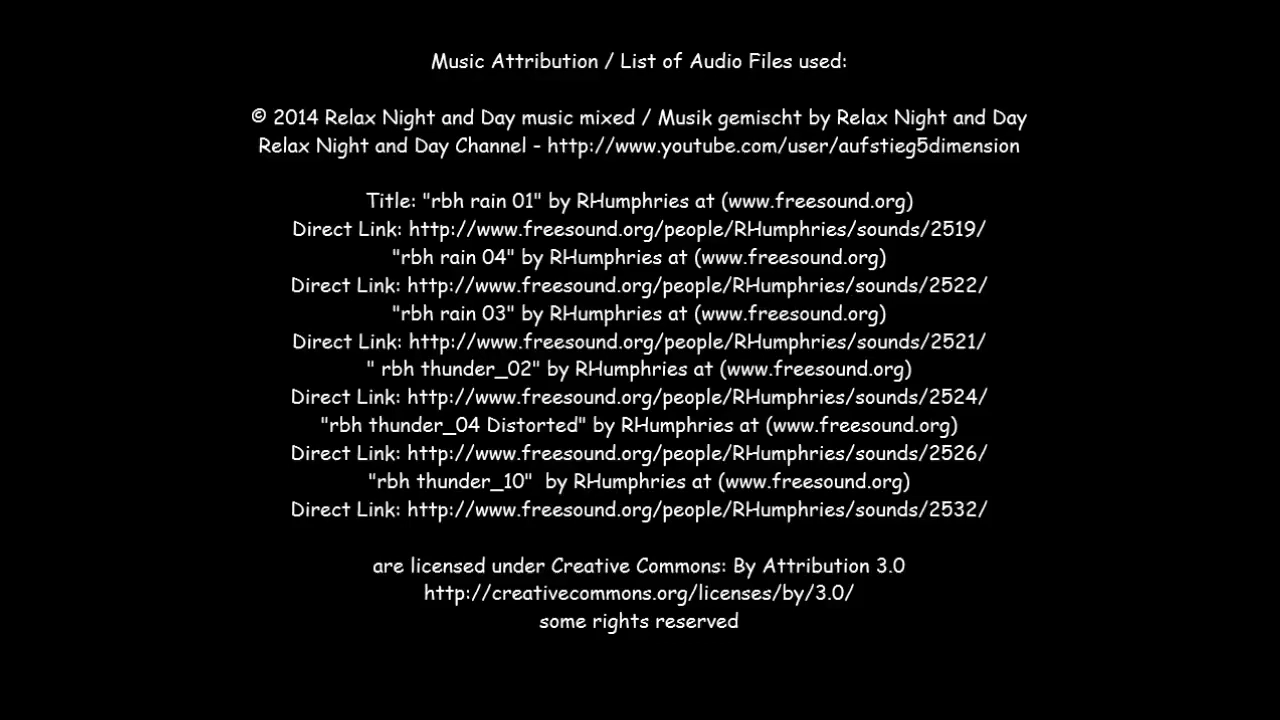 Music Attribution / List of Audio Files used:
© 2014 Relax Night and Day music mixed / Musik gemischt by Relax Night and Day
Relax Night and Day Channel - http://www.youtube.com/user/aufstieg5dimension
Title: "rbh rain 01" by RHumphries at (www.freesound.org)
Direct Link: http://www.freesound.org/people/RHumphries/sounds/2519/
"rbh rain 04" by RHumphries at (www.freesound.org)
Direct Link: http://www.freesound.org/people/RHumphries/sounds/2522/
"rbh rain 03" by RHumphries at (www.freesound.org)
Direct Link: http://www.freesound.org/people/RHumphries/sounds/2521/
" rbh thunder_02" by RHumphries at (www.freesound.org)
Direct Link: http://www.freesound.org/people/RHumphries/sounds/2524/
"rbh thunder_04 Distorted" by RHumphries at (www.freesound.org)
Direct Link: http://www.freesound.org/people/RHumphries/sounds/2526/
"rbh thunder_10"  by RHumphries at (www.freesound.org)
Direct Link: http://www.freesound.org/people/RHumphries/sounds/2532/
are licensed under Creative Commons: By Attribution 3.0
http://creativecommons.org/licenses/by/3.0/
some rights reserved